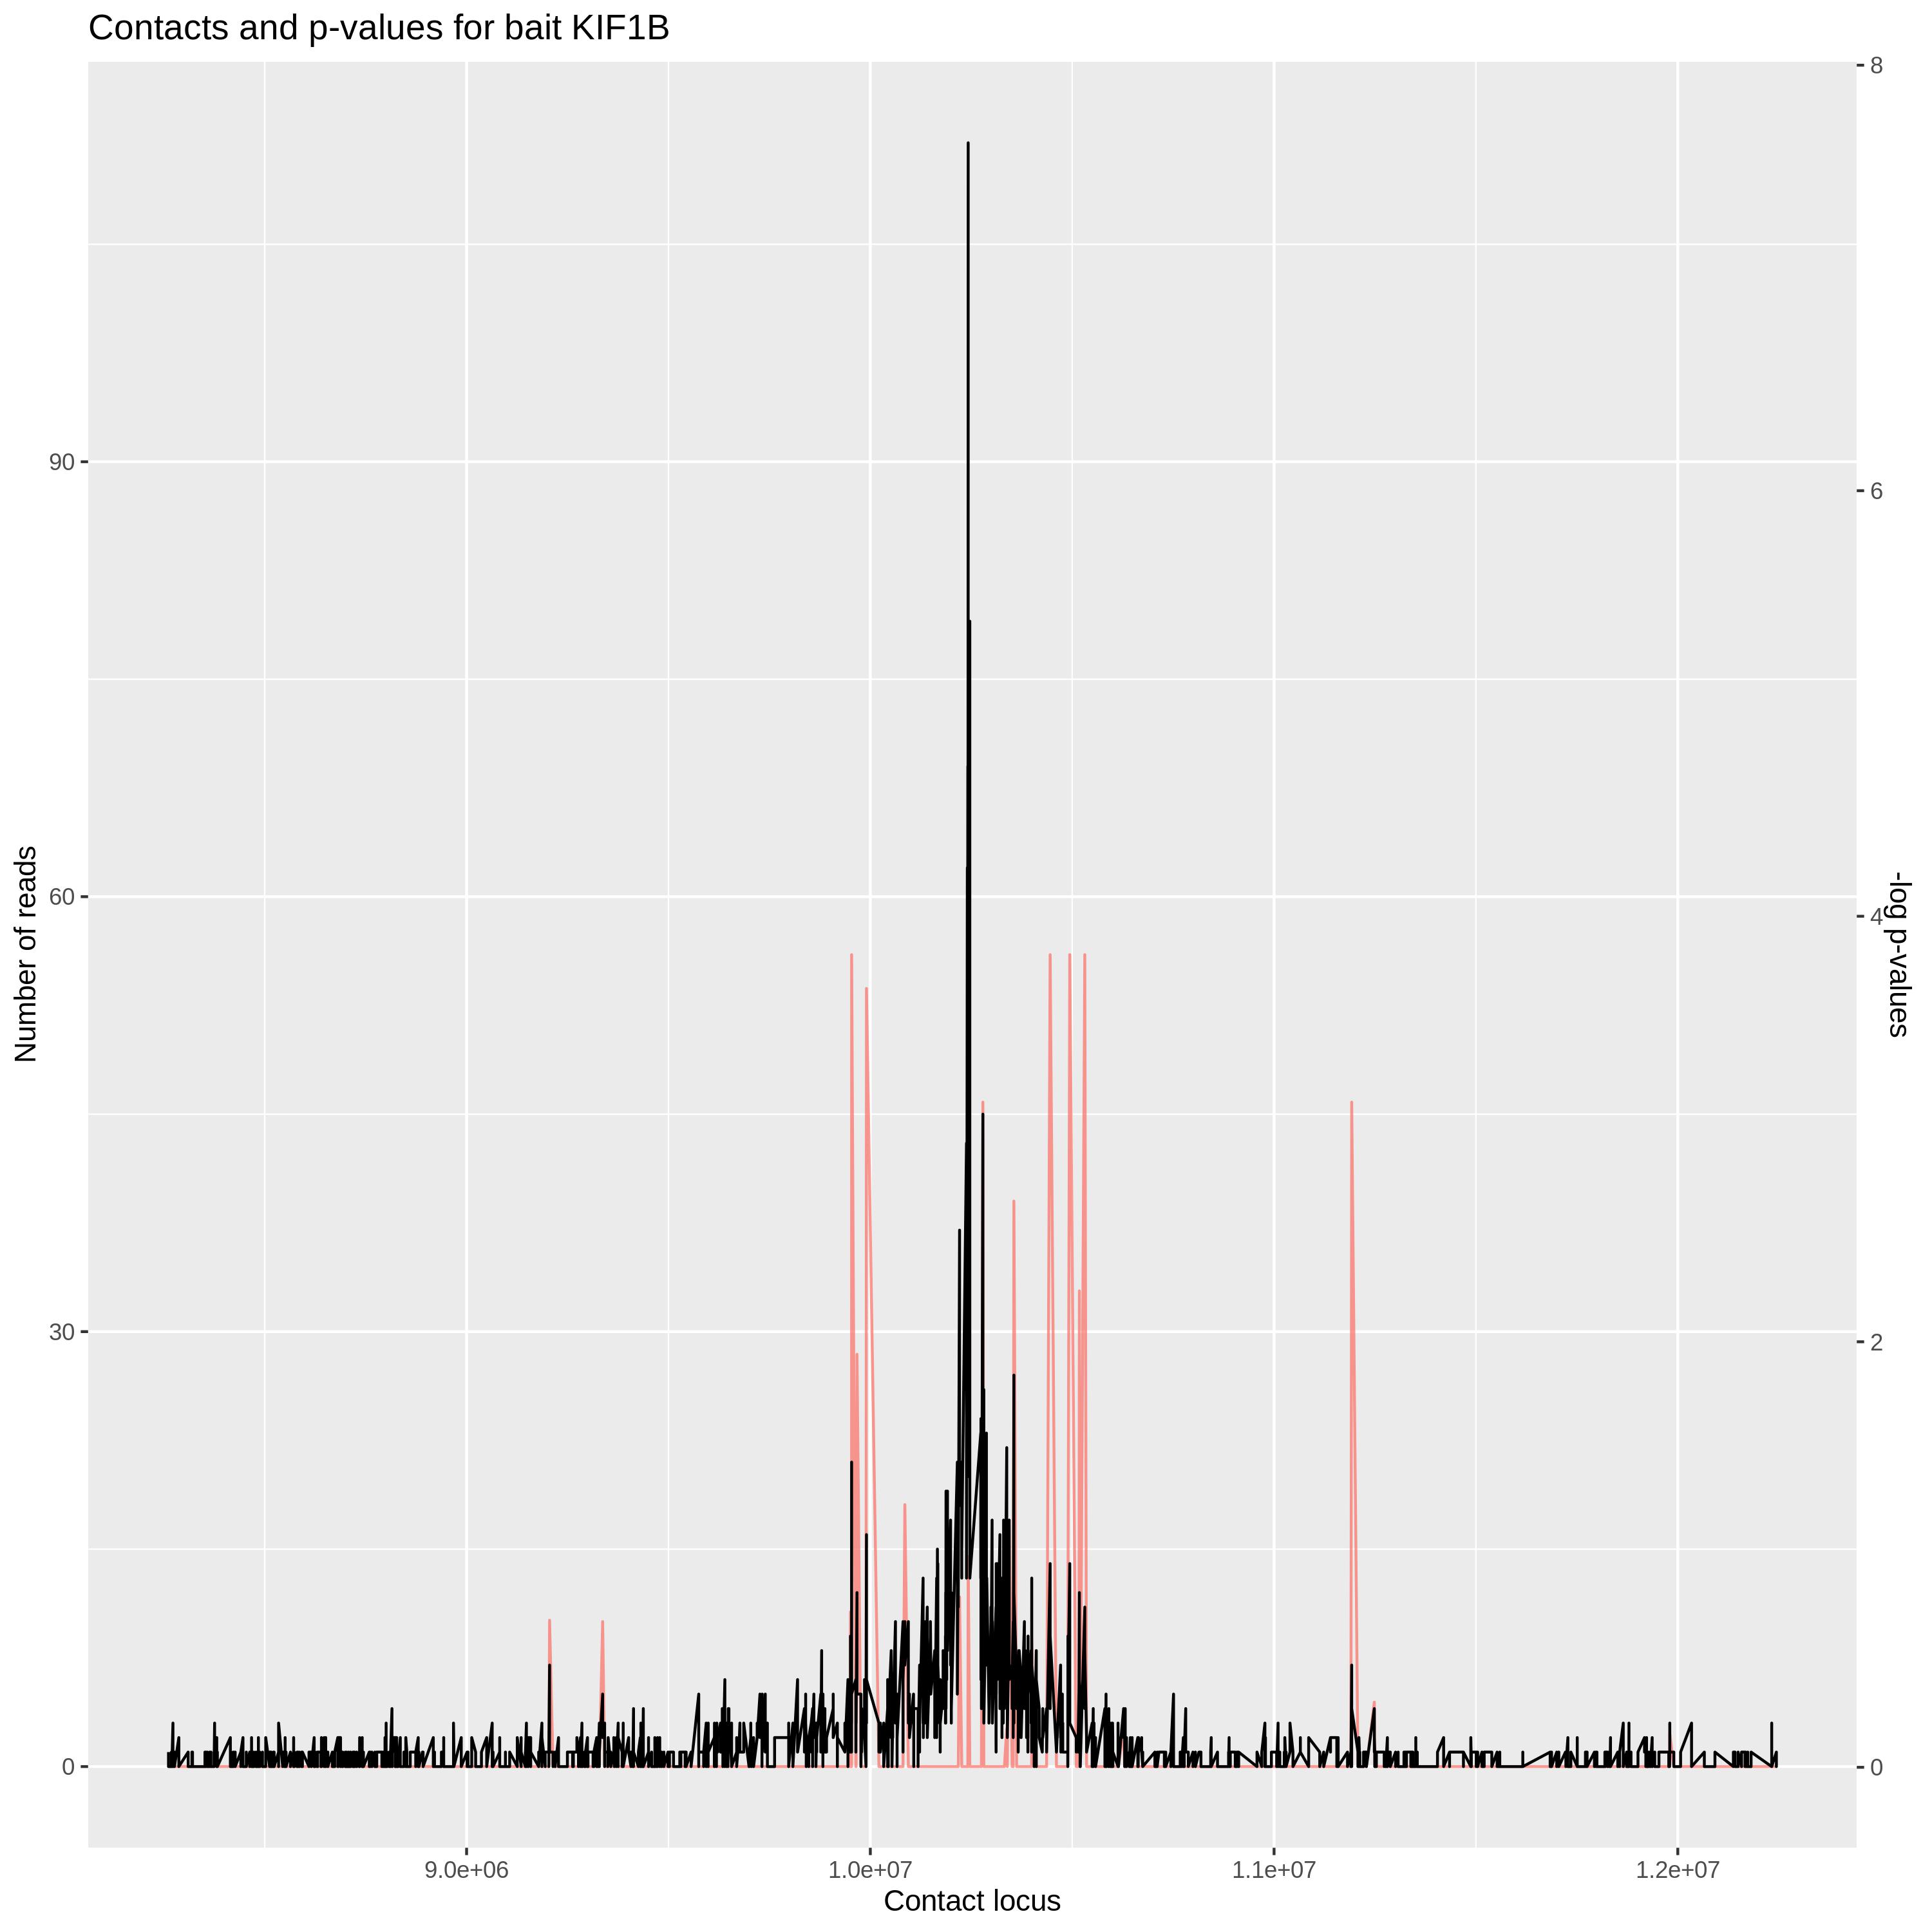 Contacts and p-values for bait KIF1B
8
90
6
60
4
30
2
0
0
Number of reads
-log p-values
9.0e+06 1.0e+07 1.1e+07 1.2e+07
Contact locus